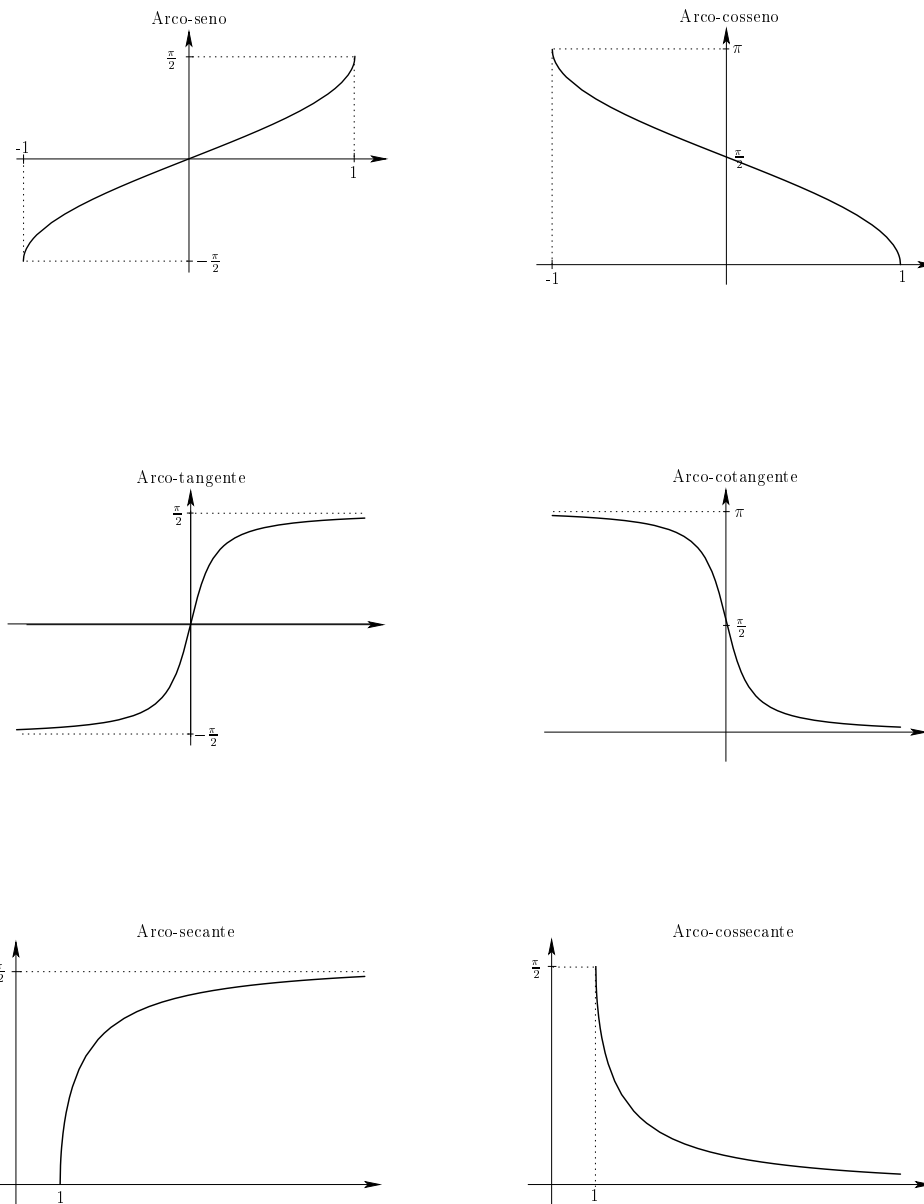 Arco-seno
π/2
-1
1
−π/2
Arco-cosseno
π
π/2
-1
1
Arco-tangente
π/2
−π/2
Arco-cotangente
π
π/2
Arco-secante
π/2
1
Arco-cossecante
π/2
1